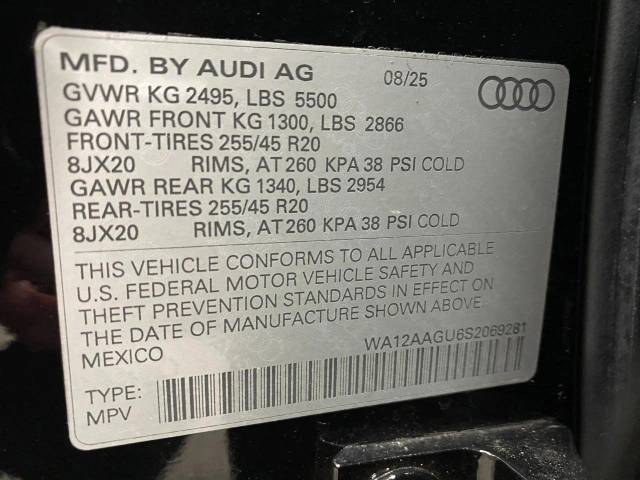 MFD. BY AUDI AG 08/25
GVWR KG 2495, LBS 5500
GAWR FRONT KG 1300, LBS 2866
FRONT-TIRES 255/45 R20
8JX20 RIMS, AT 260 KPA 38 PSI COLD
GAWR REAR KG 1340, LBS 2954
REAR-TIRES 255/45 R20
8JX20 RIMS, AT 260 KPA 38 PSI COLD
THIS VEHICLE CONFORMS TO ALL APPLICABLE
U.S. FEDERAL MOTOR VEHICLE SAFETY AND
THEFT PREVENTION STANDARDS IN EFFECT ON
THE DATE OF MANUFACTURE SHOWN ABOVE.
MEXICO WA12AAGU6S2069281
TYPE:
MPV